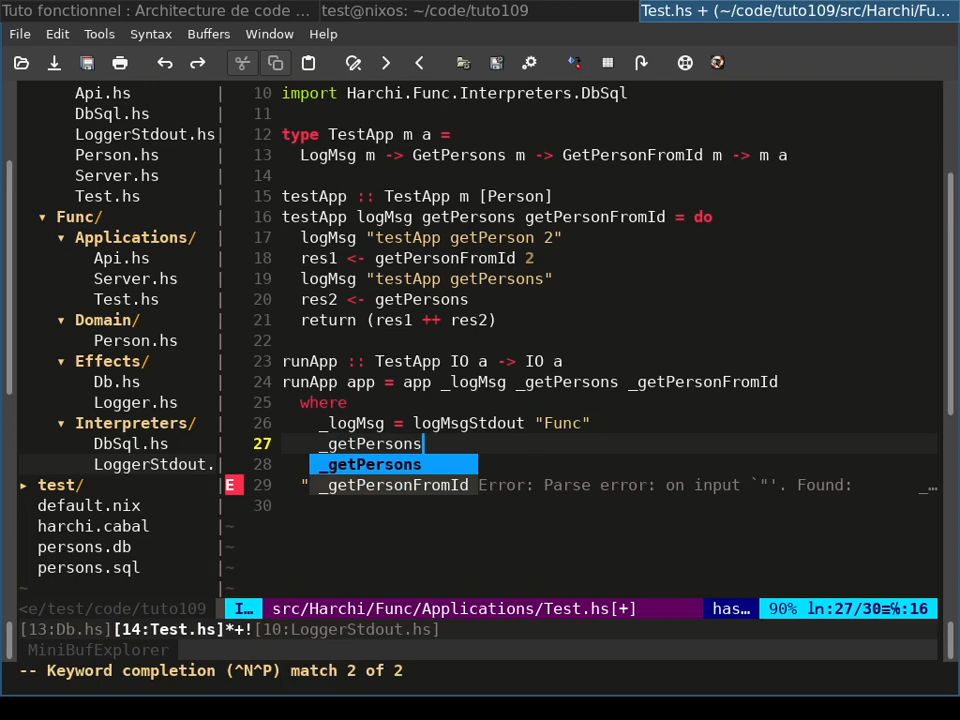 Tuto fonctionnel : Architecture de code ...
test@nixos: ~/code/tuto109
Test.hs + (~/code/tuto109/src/Harchi/Fu...
File Edit Tools Syntax Buffers Window Help
Api.hs
DbSql.hs
LoggerStdout.hs
Person.hs
Server.hs
Test.hs
▾ Func/
▾ Applications/
Api.hs
Server.hs
Test.hs
▾ Domain/
Person.hs
▾ Effects/
Db.hs
Logger.hs
▾ Interpreters/
DbSql.hs
LoggerStdout.
▸ test/
default.nix
harchi.cabal
persons.db
persons.sql
~
<e/test/code/tuto109
10 import Harchi.Func.Interpreters.DbSql
11
12 type TestApp m a =
13   LogMsg m -> GetPersons m -> GetPersonFromId m -> m a
14
15 testApp :: TestApp m [Person]
16 testApp logMsg getPersons getPersonFromId = do
17   logMsg "testApp getPerson 2"
18   res1 <- getPersonFromId 2
19   logMsg "testApp getPersons"
20   res2 <- getPersons
21   return (res1 ++ res2)
22
23 runApp :: TestApp IO a -> IO a
24 runApp app = app _logMsg _getPersons _getPersonFromId
25   where
26     _logMsg = logMsgStdout "Func"
27     _getPersons
28     _getPersons
E 29   " _getPersonFromId Error: Parse error: on input `"'. Found:       _…
30
~
~
~
~
I… src/Harchi/Func/Applications/Test.hs[+] has… 90% ln:27/30≡℅:16
[13:Db.hs][14:Test.hs]*+![10:LoggerStdout.hs]
MiniBufExplorer
-- Keyword completion (^N^P) match 2 of 2